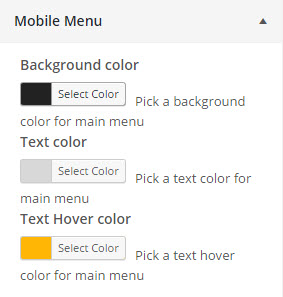 Mobile Menu
Background color
Select Color Pick a background
color for main menu
Text color
Select Color Pick a text color for
main menu
Text Hover color
Select Color Pick a text hover
color for main menu